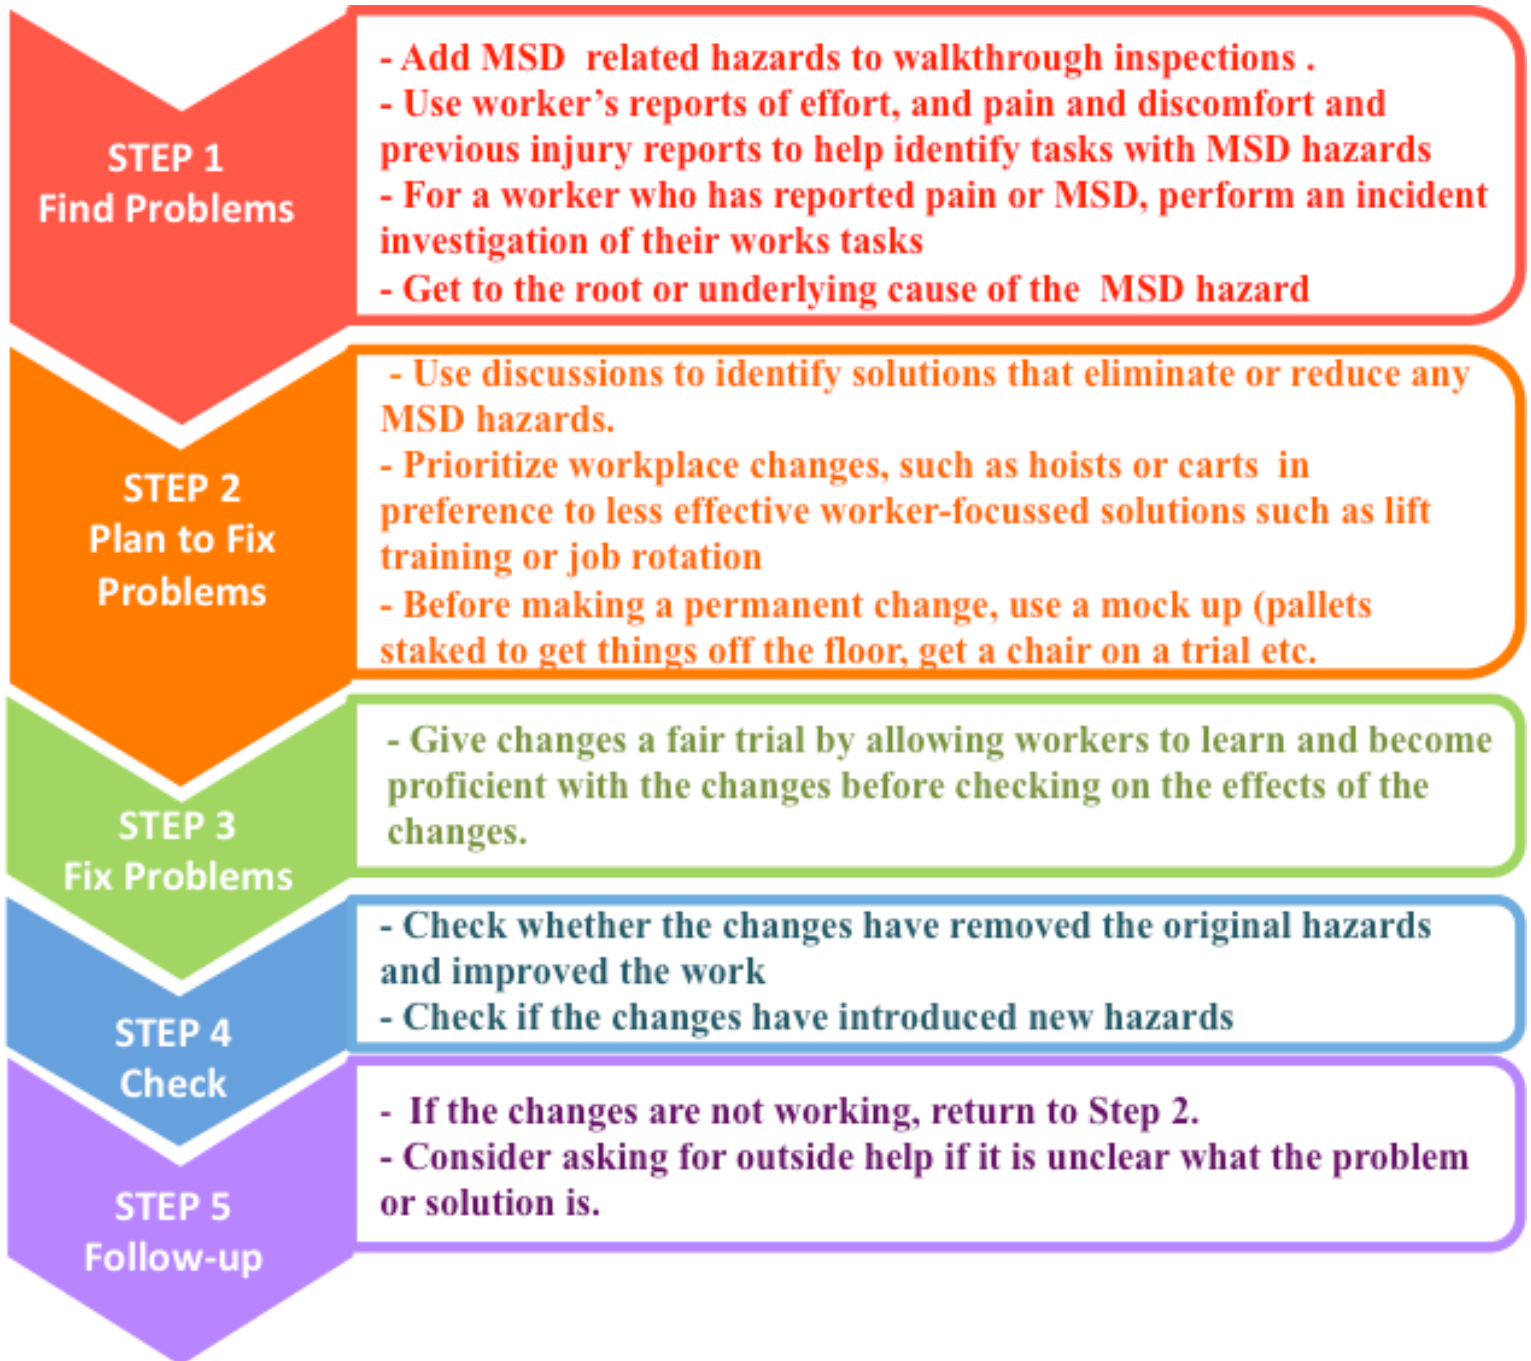 STEP 1
Find Problems
- Add MSD related hazards to walkthrough inspections .
- Use worker’s reports of effort, and pain and discomfort and
previous injury reports to help identify tasks with MSD hazards
- For a worker who has reported pain or MSD, perform an incident
investigation of their works tasks
- Get to the root or underlying cause of the MSD hazard
STEP 2
Plan to Fix
Problems
- Use discussions to identify solutions that eliminate or reduce any
MSD hazards.
- Prioritize workplace changes, such as hoists or carts in
preference to less effective worker-focussed solutions such as lift
training or job rotation
- Before making a permanent change, use a mock up (pallets
staked to get things off the floor, get a chair on a trial etc.
STEP 3
Fix Problems
- Give changes a fair trial by allowing workers to learn and become
proficient with the changes before checking on the effects of the
changes.
STEP 4
Check
- Check whether the changes have removed the original hazards
and improved the work
- Check if the changes have introduced new hazards
STEP 5
Follow-up
- If the changes are not working, return to Step 2.
- Consider asking for outside help if it is unclear what the problem
or solution is.